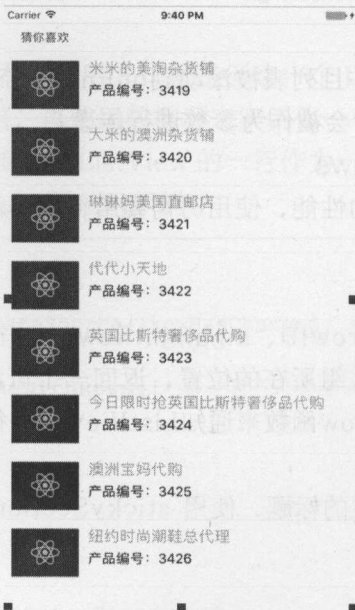 Carrier 9:40 PM
猜你喜欢
米米的美淘杂货铺
产品编号：3419
大米的澳洲杂货铺
产品编号：3420
琳琳妈美国直邮店
产品编号：3421
代代小天地
产品编号：3422
英国比斯特奢侈品代购
产品编号：3423
今日限时抢英国比斯特奢侈品代购
产品编号：3424
澳洲宝妈代购
产品编号：3425
纽约时尚潮鞋总代理
产品编号：3426